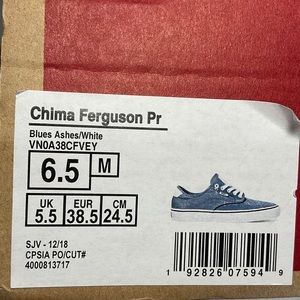 Chima Ferguson Pr
Blues Ashes/White
VN0A38CFVEY
6.5 M
UK EUR CM
5.5 38.5 24.5
SJV - 12/18
CPSIA PO/CUT#
4000813717
1 92826 07594 9